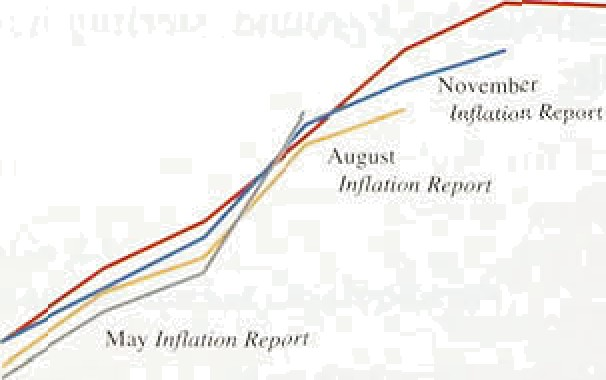 November
Inflation Report
August
Inflation Report
May Inflation Report